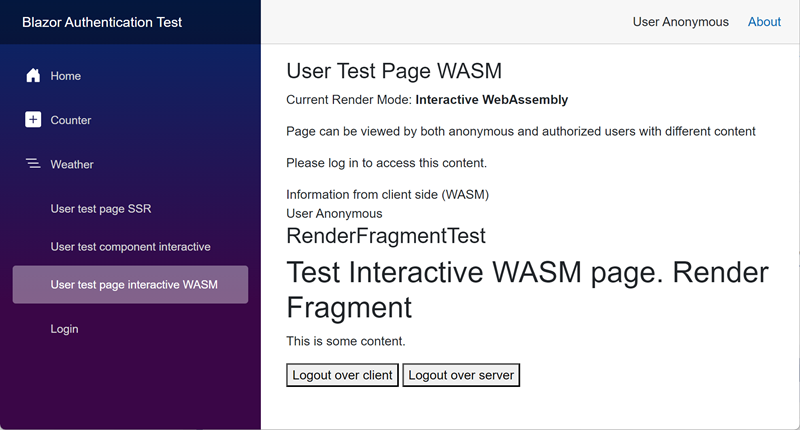 Blazor Authentication Test
User Anonymous About
Home
Counter
Weather
User test page SSR
User test component interactive
User test page interactive WASM
Login
User Test Page WASM
Current Render Mode: Interactive WebAssembly
Page can be viewed by both anonymous and authorized users with different content
Please log in to access this content.
Information from client side (WASM)
User Anonymous
RenderFragmentTest
Test Interactive WASM page. Render
Fragment
This is some content.
Logout over client Logout over server